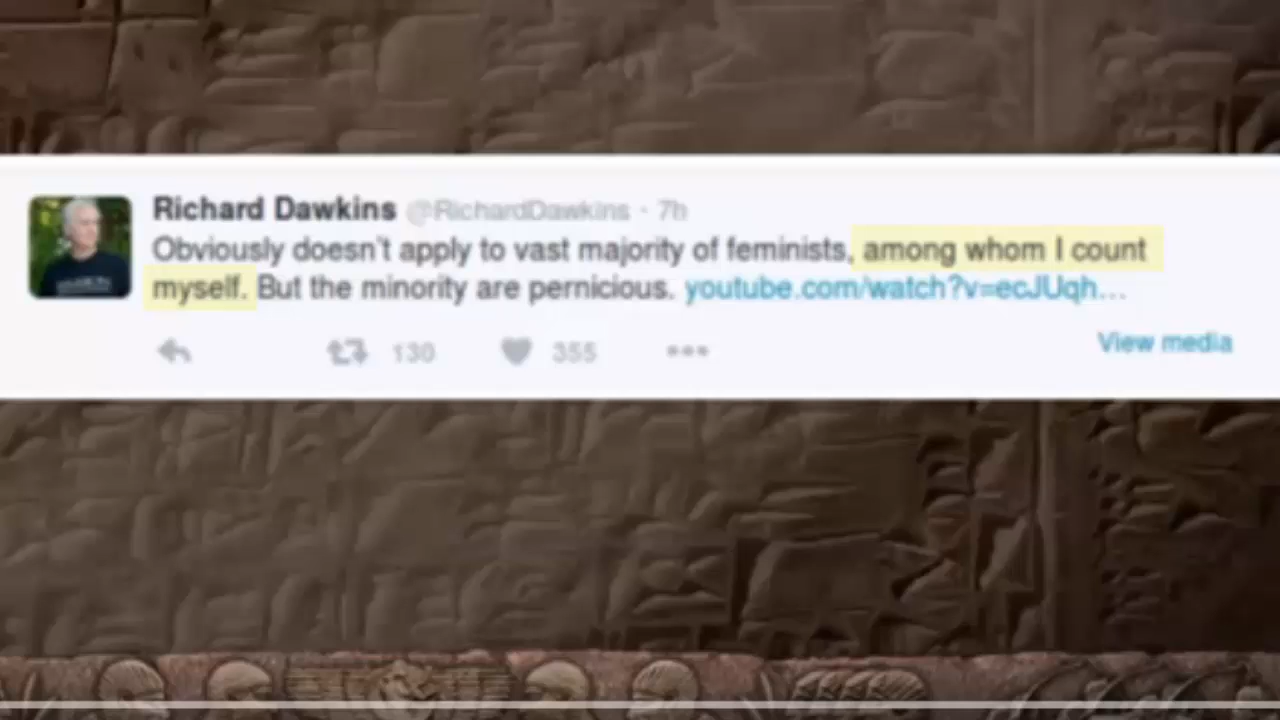 Richard Dawkins @RichardDawkins · 7h
Obviously doesn't apply to vast majority of feminists, among whom I count
myself. But the minority are pernicious. youtube.com/watch?v=ecJUqh...
130 355
View media